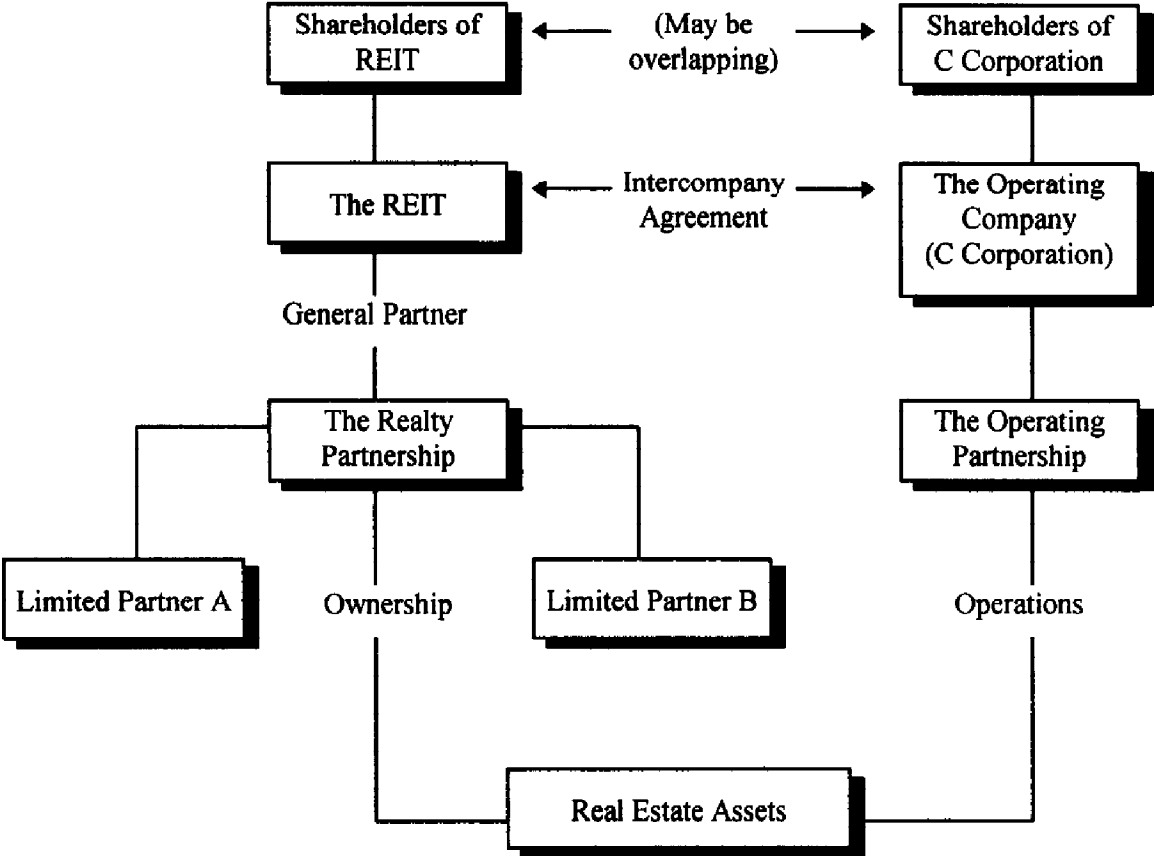 Shareholders of
REIT
(May be
overlapping)
Shareholders of
C Corporation
The REIT
Intercompany
Agreement
The Operating
Company
(C Corporation)
General Partner
The Realty
Partnership
The Operating
Partnership
Limited Partner A
Ownership
Limited Partner B
Operations
Real Estate Assets